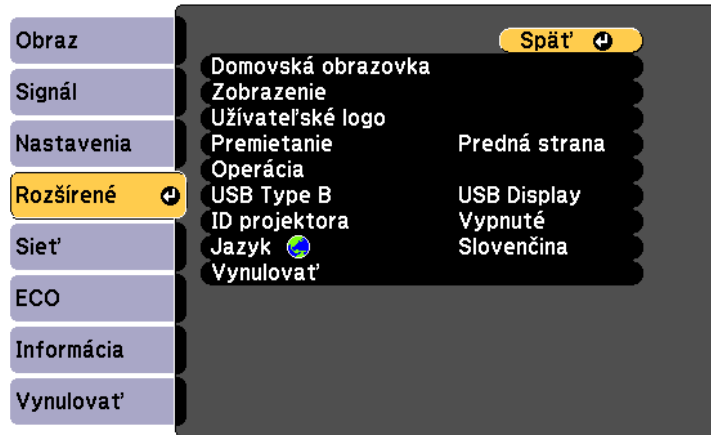 Obraz
Signál
Nastavenia
Rozšírené
Sieť
ECO
Informácia
Vynulovať
Späť
Domovská obrazovka
Zobrazenie
Užívateľské logo
Premietanie Predná strana
Operácia
USB Type B USB Display
ID projektora Vypnuté
Jazyk Slovenčina
Vynulovať